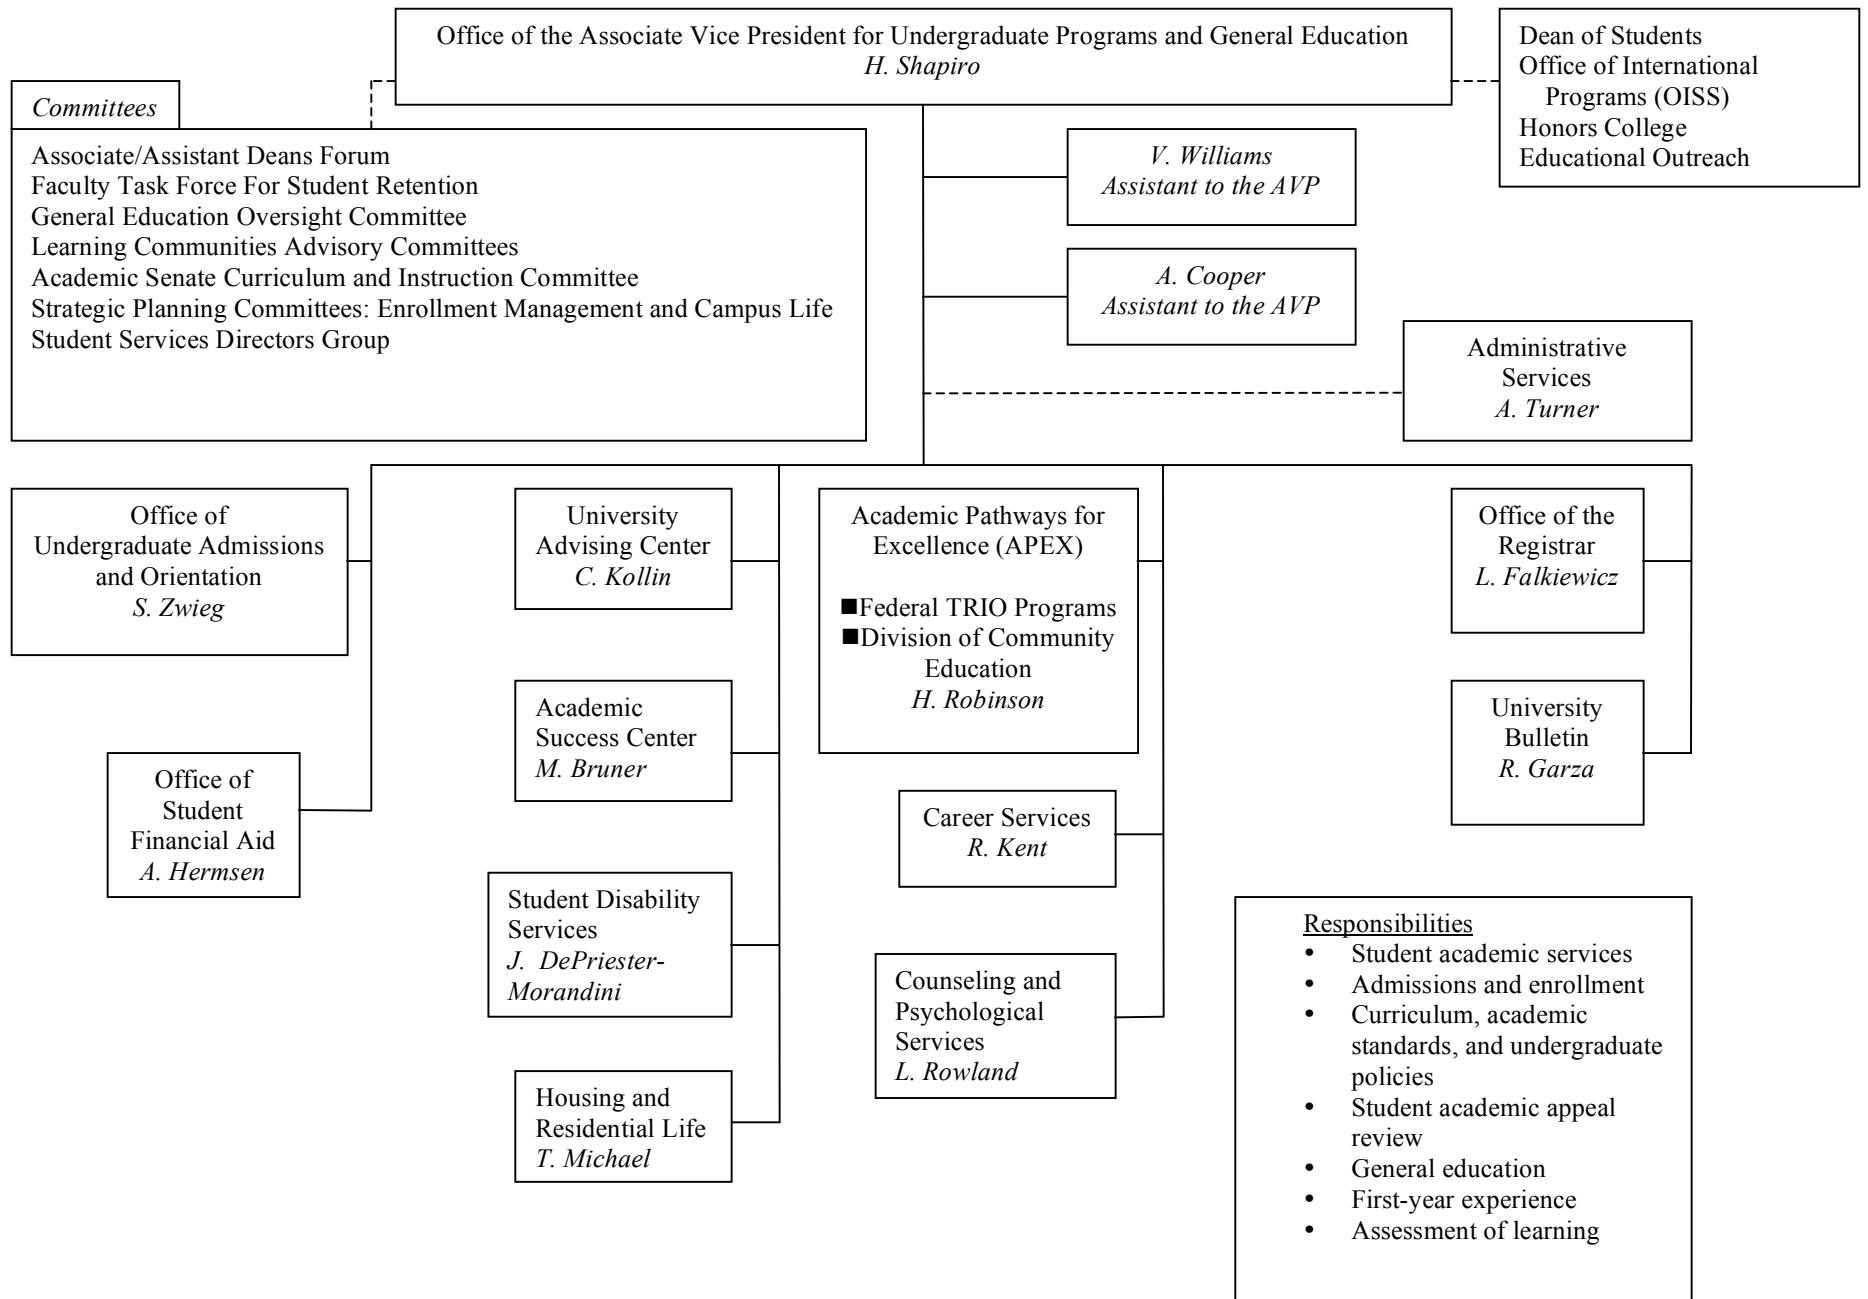 Office of the Associate Vice President for Undergraduate Programs and General Education
H. Shapiro
Dean of Students
Office of International
Programs (OISS)
Honors College
Educational Outreach
Committees
Associate/Assistant Deans Forum
Faculty Task Force For Student Retention
General Education Oversight Committee
Learning Communities Advisory Committees
Academic Senate Curriculum and Instruction Committee
Strategic Planning Committees: Enrollment Management and Campus Life
Student Services Directors Group
V. Williams
Assistant to the AVP
A. Cooper
Assistant to the AVP
Administrative
Services
A. Turner
Office of
Undergraduate Admissions
and Orientation
S. Zwieg
Office of
Student
Financial Aid
A. Hermsen
University
Advising Center
C. Kollin
Academic
Success Center
M. Bruner
Student Disability
Services
J. DePriester-
Morandini
Housing and
Residential Life
T. Michael
Academic Pathways for
Excellence (APEX)
■Federal TRIO Programs
■Division of Community
Education
H. Robinson
Career Services
R. Kent
Counseling and
Psychological
Services
L. Rowland
Office of the
Registrar
L. Falkiewicz
University
Bulletin
R. Garza
Responsibilities
• Student academic services
• Admissions and enrollment
• Curriculum, academic
standards, and undergraduate
policies
• Student academic appeal
review
• General education
• First-year experience
• Assessment of learning